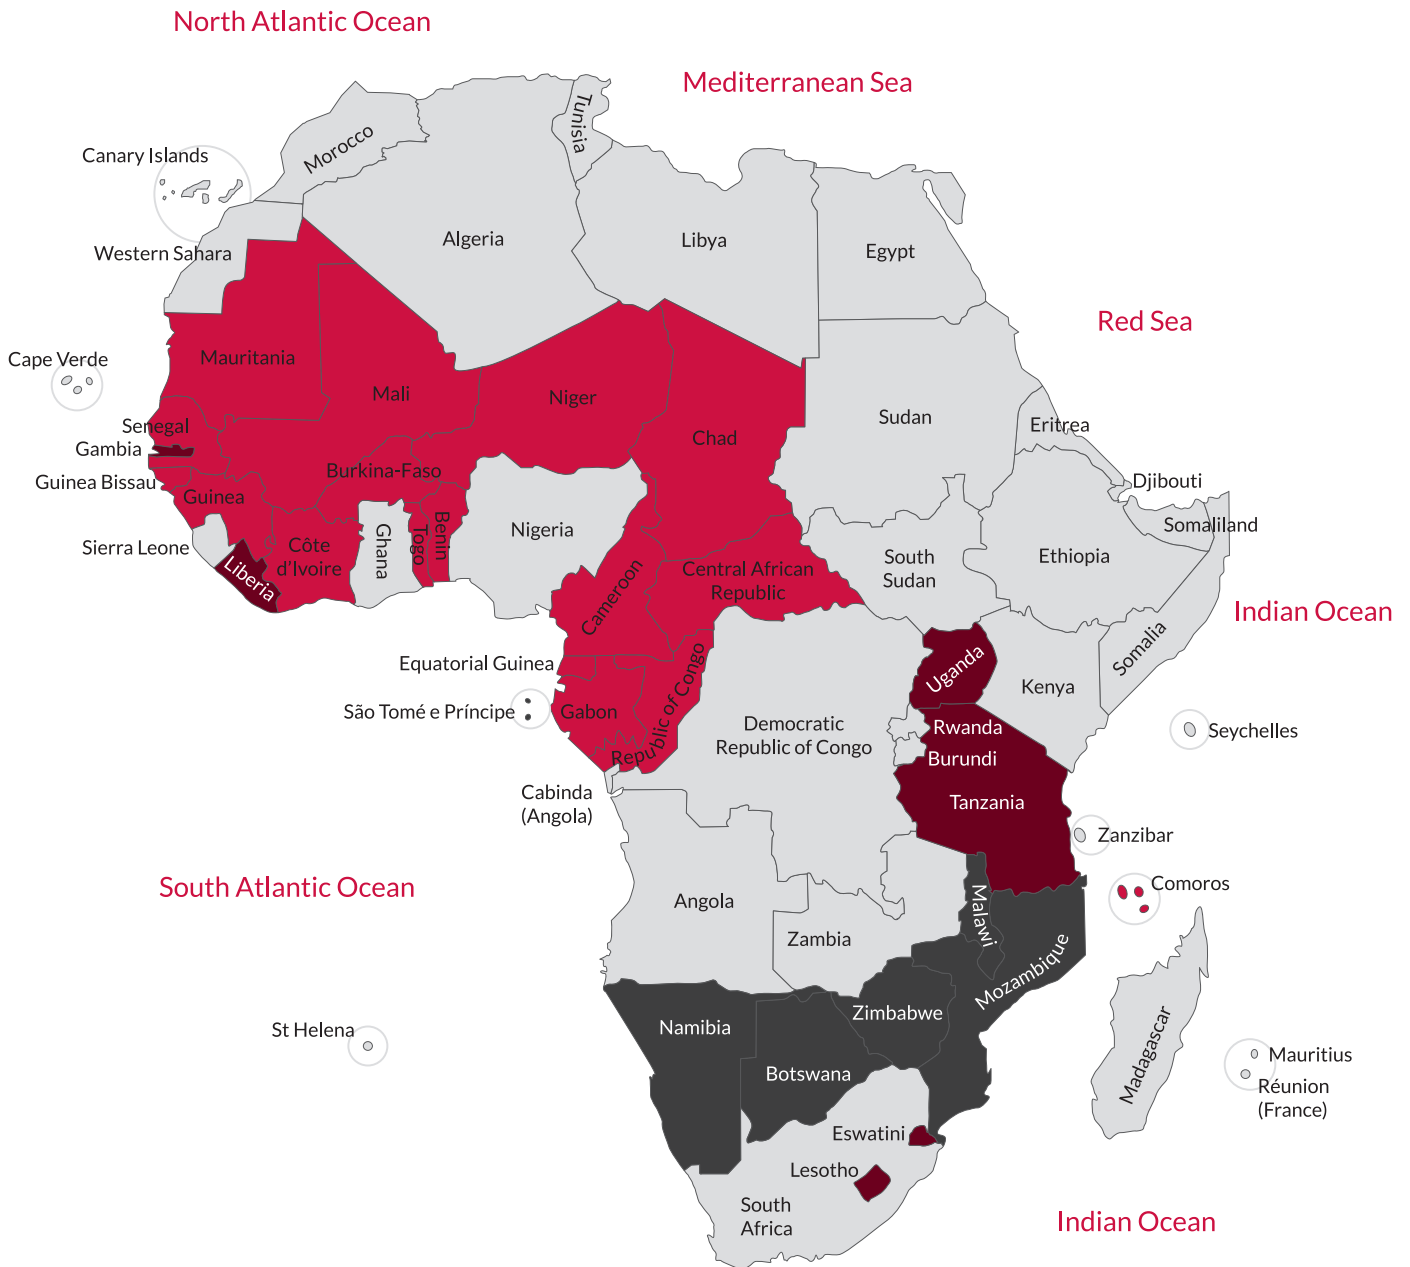 North Atlantic Ocean
Mediterranean Sea
Tunisia
Morocco
Canary Islands
Algeria
Libya
Egypt
Western Sahara
Red Sea
Mauritania
Cape Verde
Mali
Niger
Sudan
Senegal
Chad
Eritrea
Gambia
Burkina-Faso
Guinea Bissau
Djibouti
Guinea
Somaliland
Nigeria
Benin
Togo
Ghana
Sierra Leone
Côte
d'Ivoire
Ethiopia
South
Sudan
Liberia
Central African
Republic
Cameroon
Indian Ocean
Somalia
Equatorial Guinea
Uganda
Kenya
São Tomé e Príncipe
Gabon
Republic of Congo
Democratic
Republic of Congo
Rwanda
Seychelles
Burundi
Cabinda
(Angola)
Tanzania
Zanzibar
South Atlantic Ocean
Comoros
Angola
Malawi
Zambia
Mozambique
Zimbabwe
Namibia
St Helena
Madagascar
Mauritius
Botswana
Réunion
(France)
Eswatini
Lesotho
South
Africa
Indian Ocean